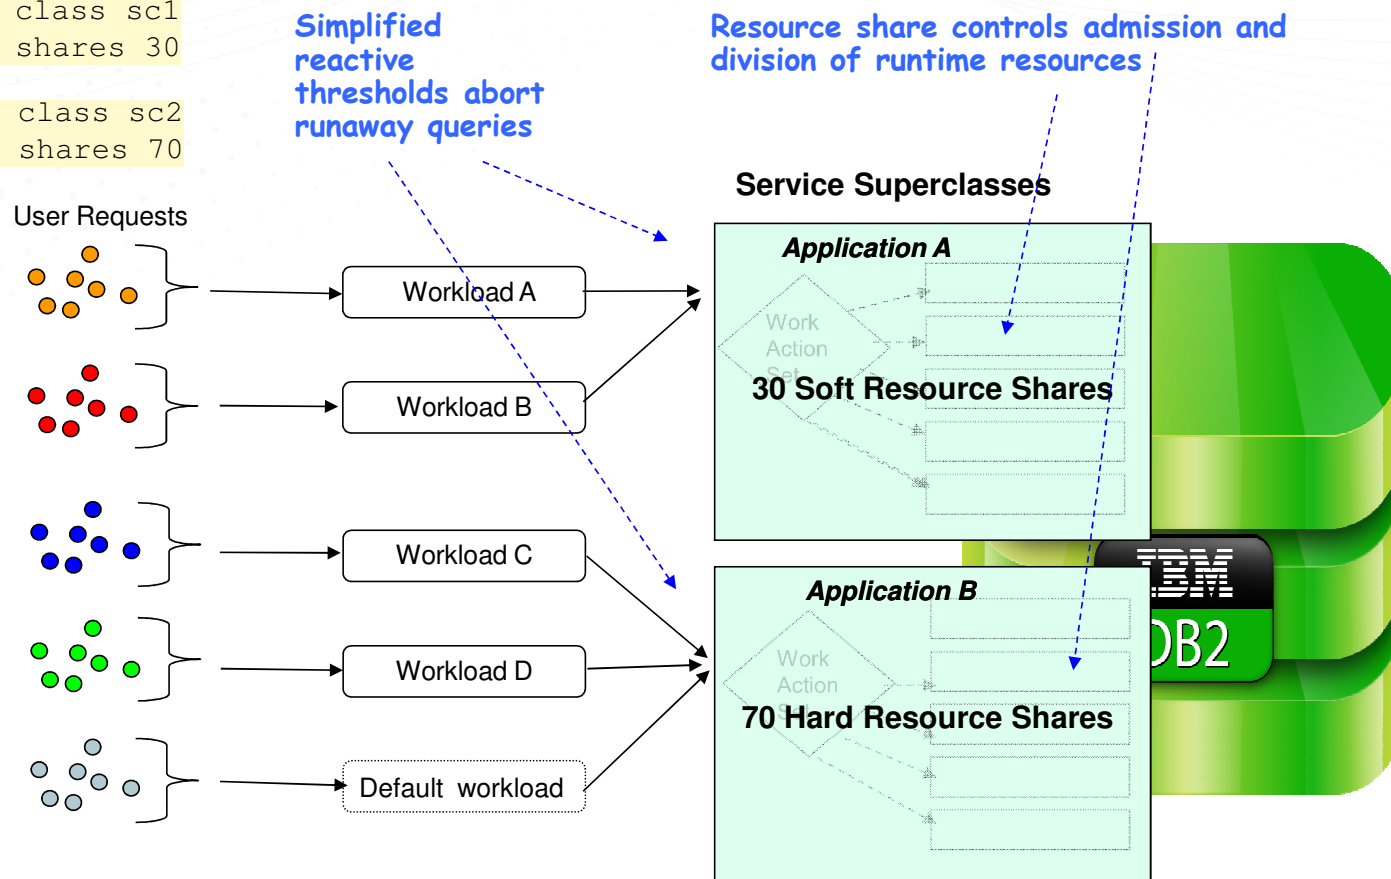 class sc1
shares 30
class sc2
shares 70
Simplified
reactive
thresholds abort
runaway queries
Resource share controls admission and
division of runtime resources
Service Superclasses
User Requests
Application A
Workload A
Work
Action
Set
30 Soft Resource Shares
Workload B
Workload C
IBM
DB2
Application B
Workload D
Work
Action
Set
70 Hard Resource Shares
Default workload